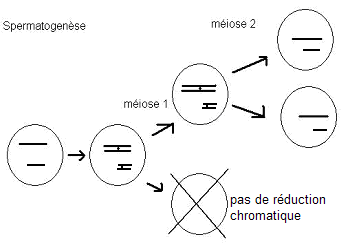 Spermatogenèse
méiose 2
méiose 1
pas de réduction
chromatique